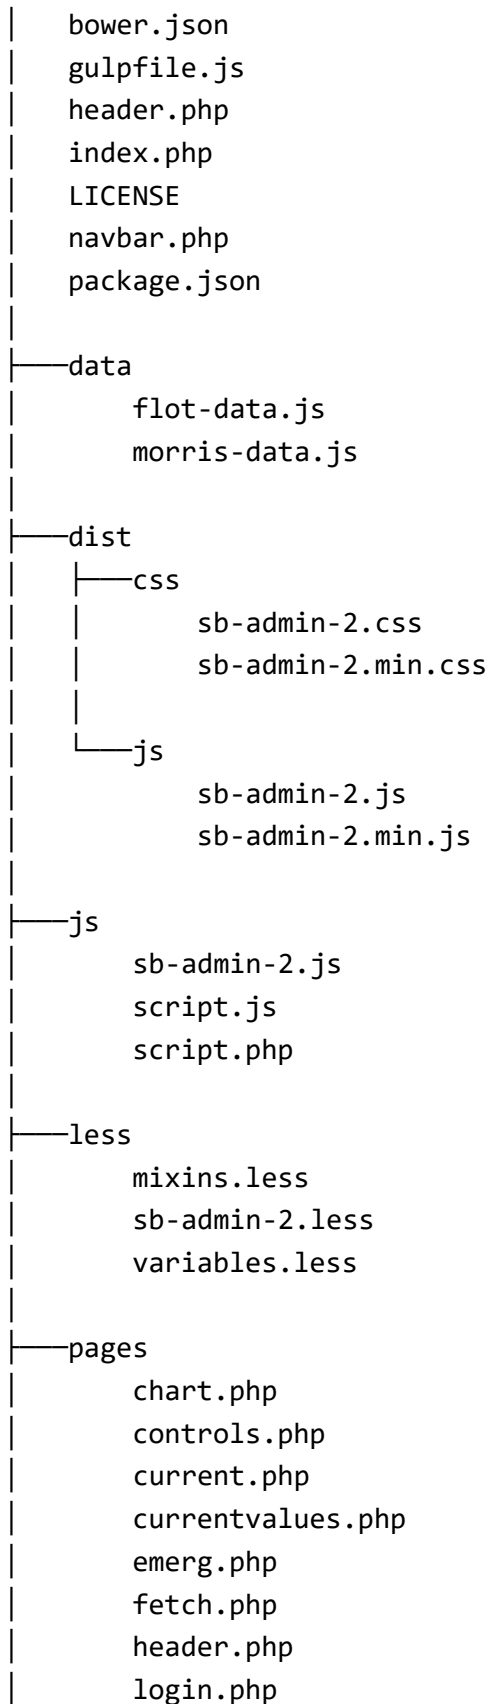 bower.json
gulpfile.js
header.php
index.php
LICENSE
navbar.php
package.json
data
flot-data.js
morris-data.js
dist
css
sb-admin-2.css
sb-admin-2.min.css
js
sb-admin-2.js
sb-admin-2.min.js
js
sb-admin-2.js
script.js
script.php
less
mixins.less
sb-admin-2.less
variables.less
pages
chart.php
controls.php
current.php
currentvalues.php
emerg.php
fetch.php
header.php
login.php